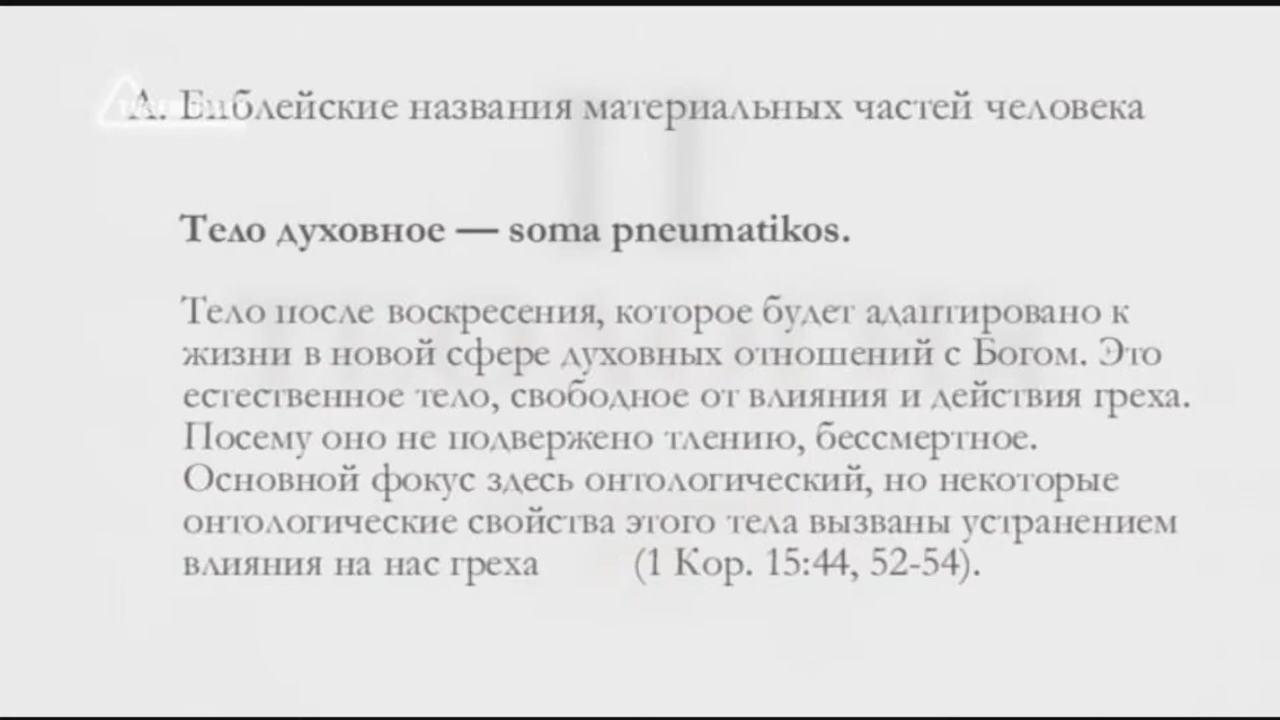 А. Библейские названия материальных частей человека
Тело духовное — soma pneumatikos.
Тело после воскресения, которое будет адаптировано к
жизни в новой сфере духовных отношений с Богом. Это
естественное тело, свободное от влияния и действия греха.
Посему оно не подвержено тлению, бессмертное.
Основной фокус здесь онтологический, но некоторые
онтологические свойства этого тела вызваны устранением
влияния на нас греха (1 Кор. 15:44, 52-54).